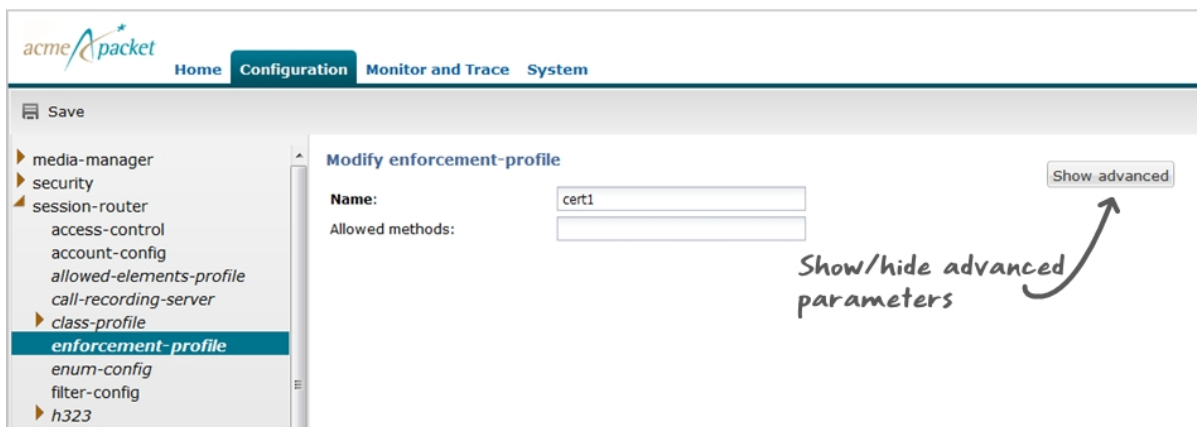 acme packet
Home Configuration Monitor and Trace System
Save
media-manager
security
session-router
access-control
account-config
allowed-elements-profile
call-recording-server
class-profile
enforcement-profile
enum-config
filter-config
h323
Modify enforcement-profile
Show advanced
Name: cert1
Allowed methods:
Show/hide advanced
parameters